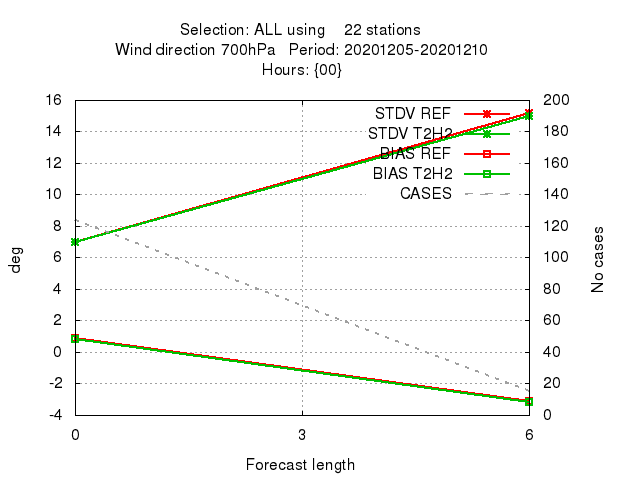 Selection: ALL using 22 stations
Wind direction 700hPa Period: 20201205-20201210
Hours: {00}
16 200
STDV REF
14 180
STDV T2H2
12 160
BIAS REF
BIAS T2H2
10 140
CASES
8 120
6 100
4 80
2 60
0 40
-2 20
-4 0
0 3 6
deg
No cases
Forecast length